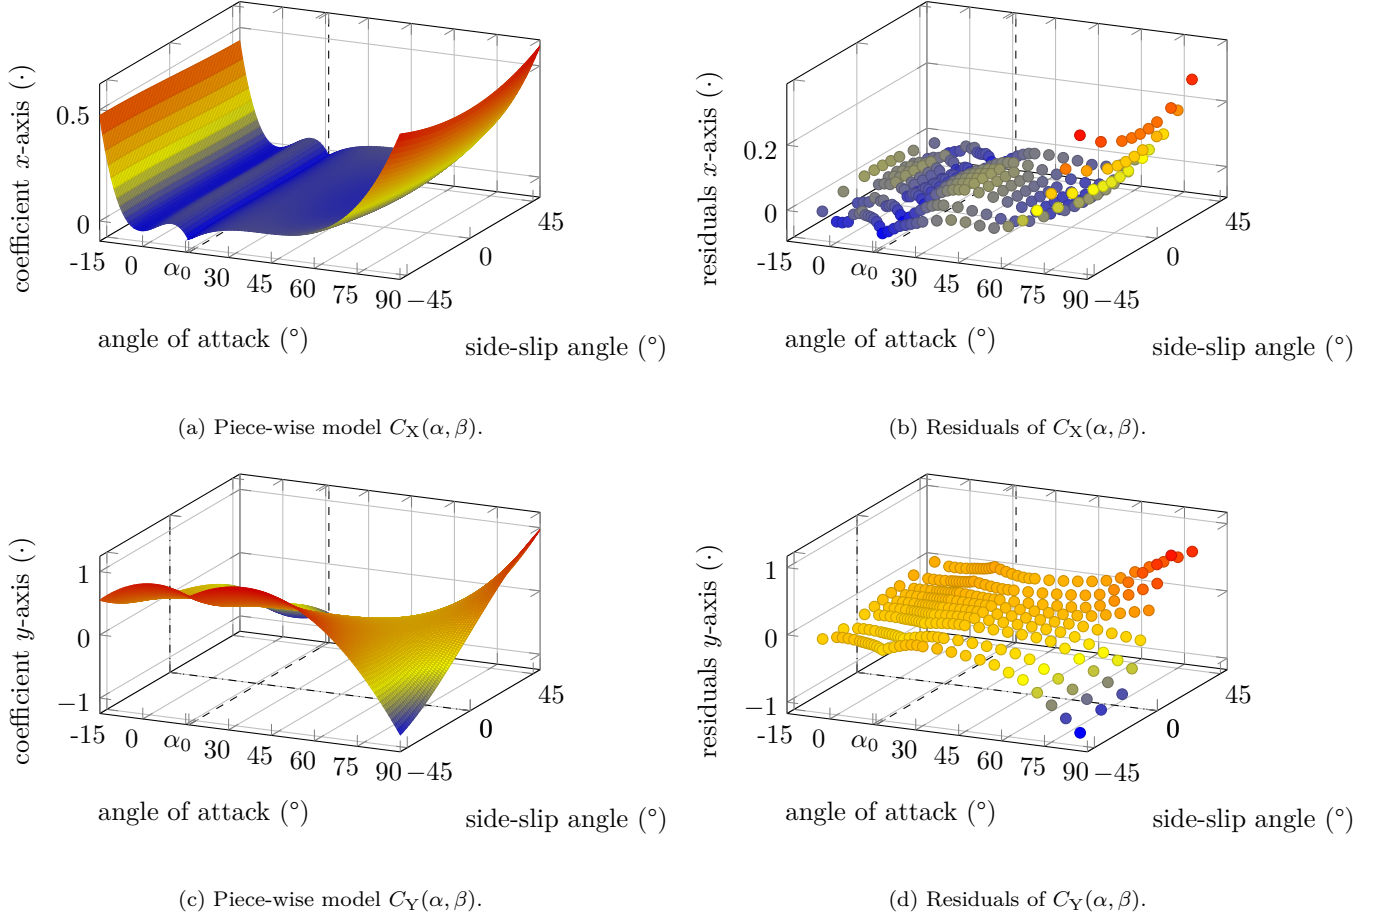 coefficient x-axis (·)
0.5
0
-15 0 α₀ 30 45 60 75 90 −45 0 45
angle of attack (°)
side-slip angle (°)
(a) Piece-wise model C_X(α, β).
residuals x-axis (·)
0.2
0
-15 0 α₀ 30 45 60 75 90 −45 0 45
angle of attack (°)
side-slip angle (°)
(b) Residuals of C_X(α, β).
coefficient y-axis (·)
1
0
−1
-15 0 α₀ 30 45 60 75 90 −45 0 45
angle of attack (°)
side-slip angle (°)
(c) Piece-wise model C_Y(α, β).
residuals y-axis (·)
1
0
−1
-15 0 α₀ 30 45 60 75 90 −45 0 45
angle of attack (°)
side-slip angle (°)
(d) Residuals of C_Y(α, β).